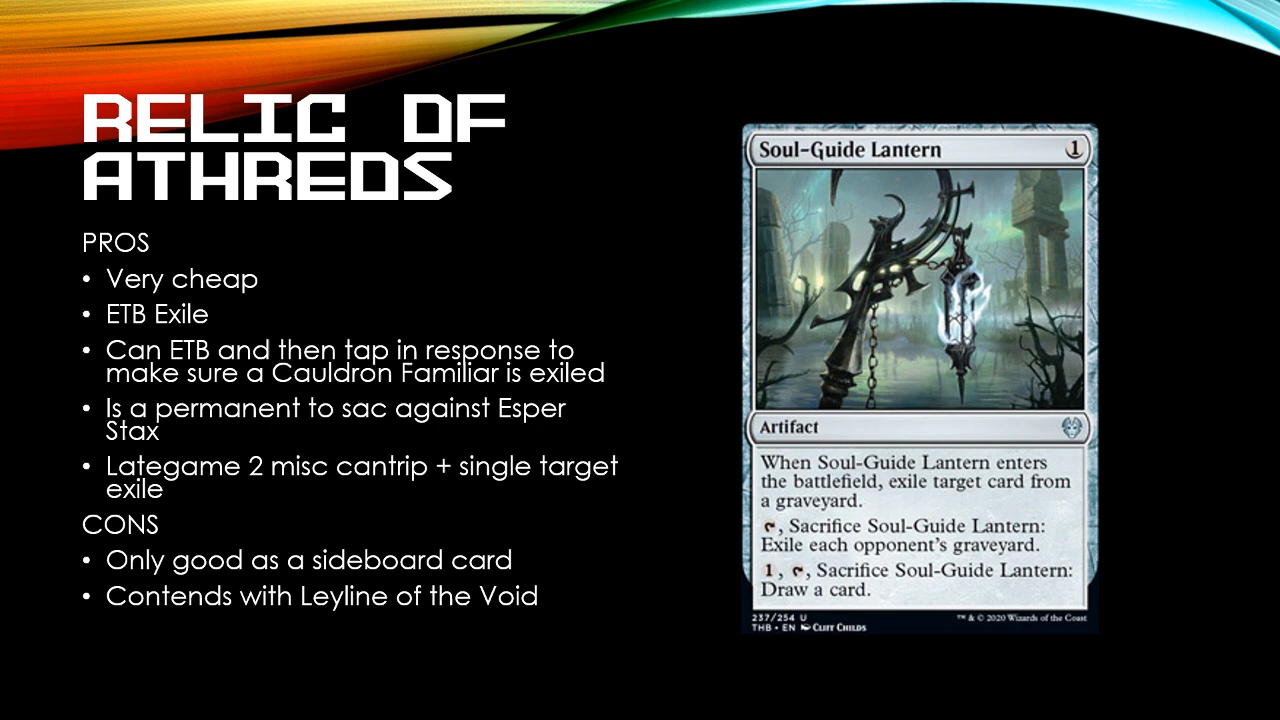 RELIC OF
ATHREOS
PROS
• Very cheap
• ETB Exile
• Can ETB and then tap in response to
make sure a Cauldron Familiar is exiled
• Is a permanent to sac against Esper
Stax
• Lategame 2 misc cantrip + single target
exile
CONS
• Only good as a sideboard card
• Contends with Leyline of the Void
Soul-Guide Lantern 1
Artifact
When Soul-Guide Lantern enters
the battlefield, exile target card from
a graveyard.
, Sacrifice Soul-Guide Lantern:
Exile each opponent's graveyard.
1, , Sacrifice Soul-Guide Lantern:
Draw a card.
237/254 U
THB • EN Cliff Childs
™ & © 2020 Wizards of the Coast